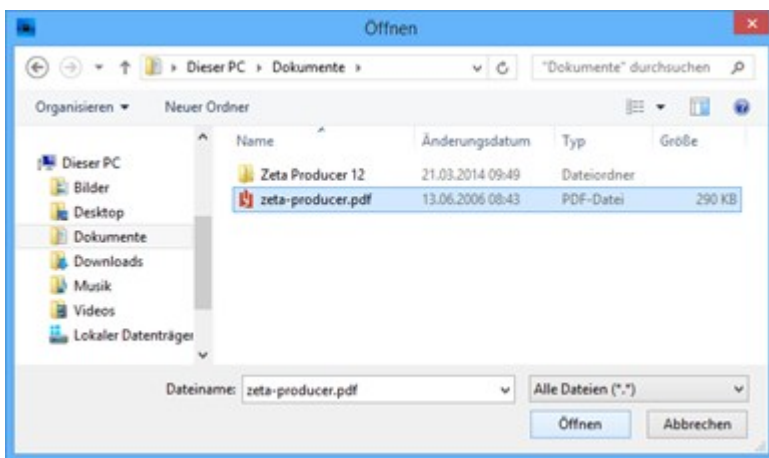 Öffnen
Dieser PC Dokumente "Dokumente" durchsuchen
Organisieren Neuer Ordner
Name Änderungsdatum Typ Größe
Dieser PC
Zeta Producer 12 21.03.2014 09:49 Dateiordner
Bilder
zeta-producer.pdf 13.06.2006 08:43 PDF-Datei 290 KB
Desktop
Dokumente
Downloads
Musik
Videos
Lokaler Datenträger
Dateiname: zeta-producer.pdf Alle Dateien (*.*)
Öffnen Abbrechen